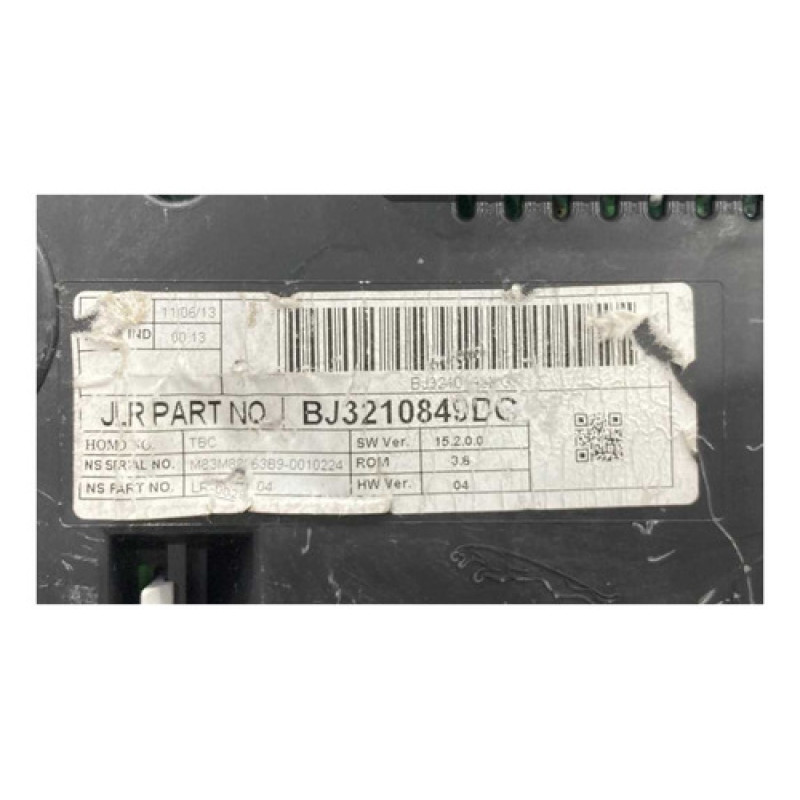 11/06/13
IND 00 13
JLR PART NO. BJ3210849DC
HOMO NO. TBC SW Ver. 15.2.0.0
NS SERIAL NO. ROM 3.8
NS PART NO. HW Ver. 04